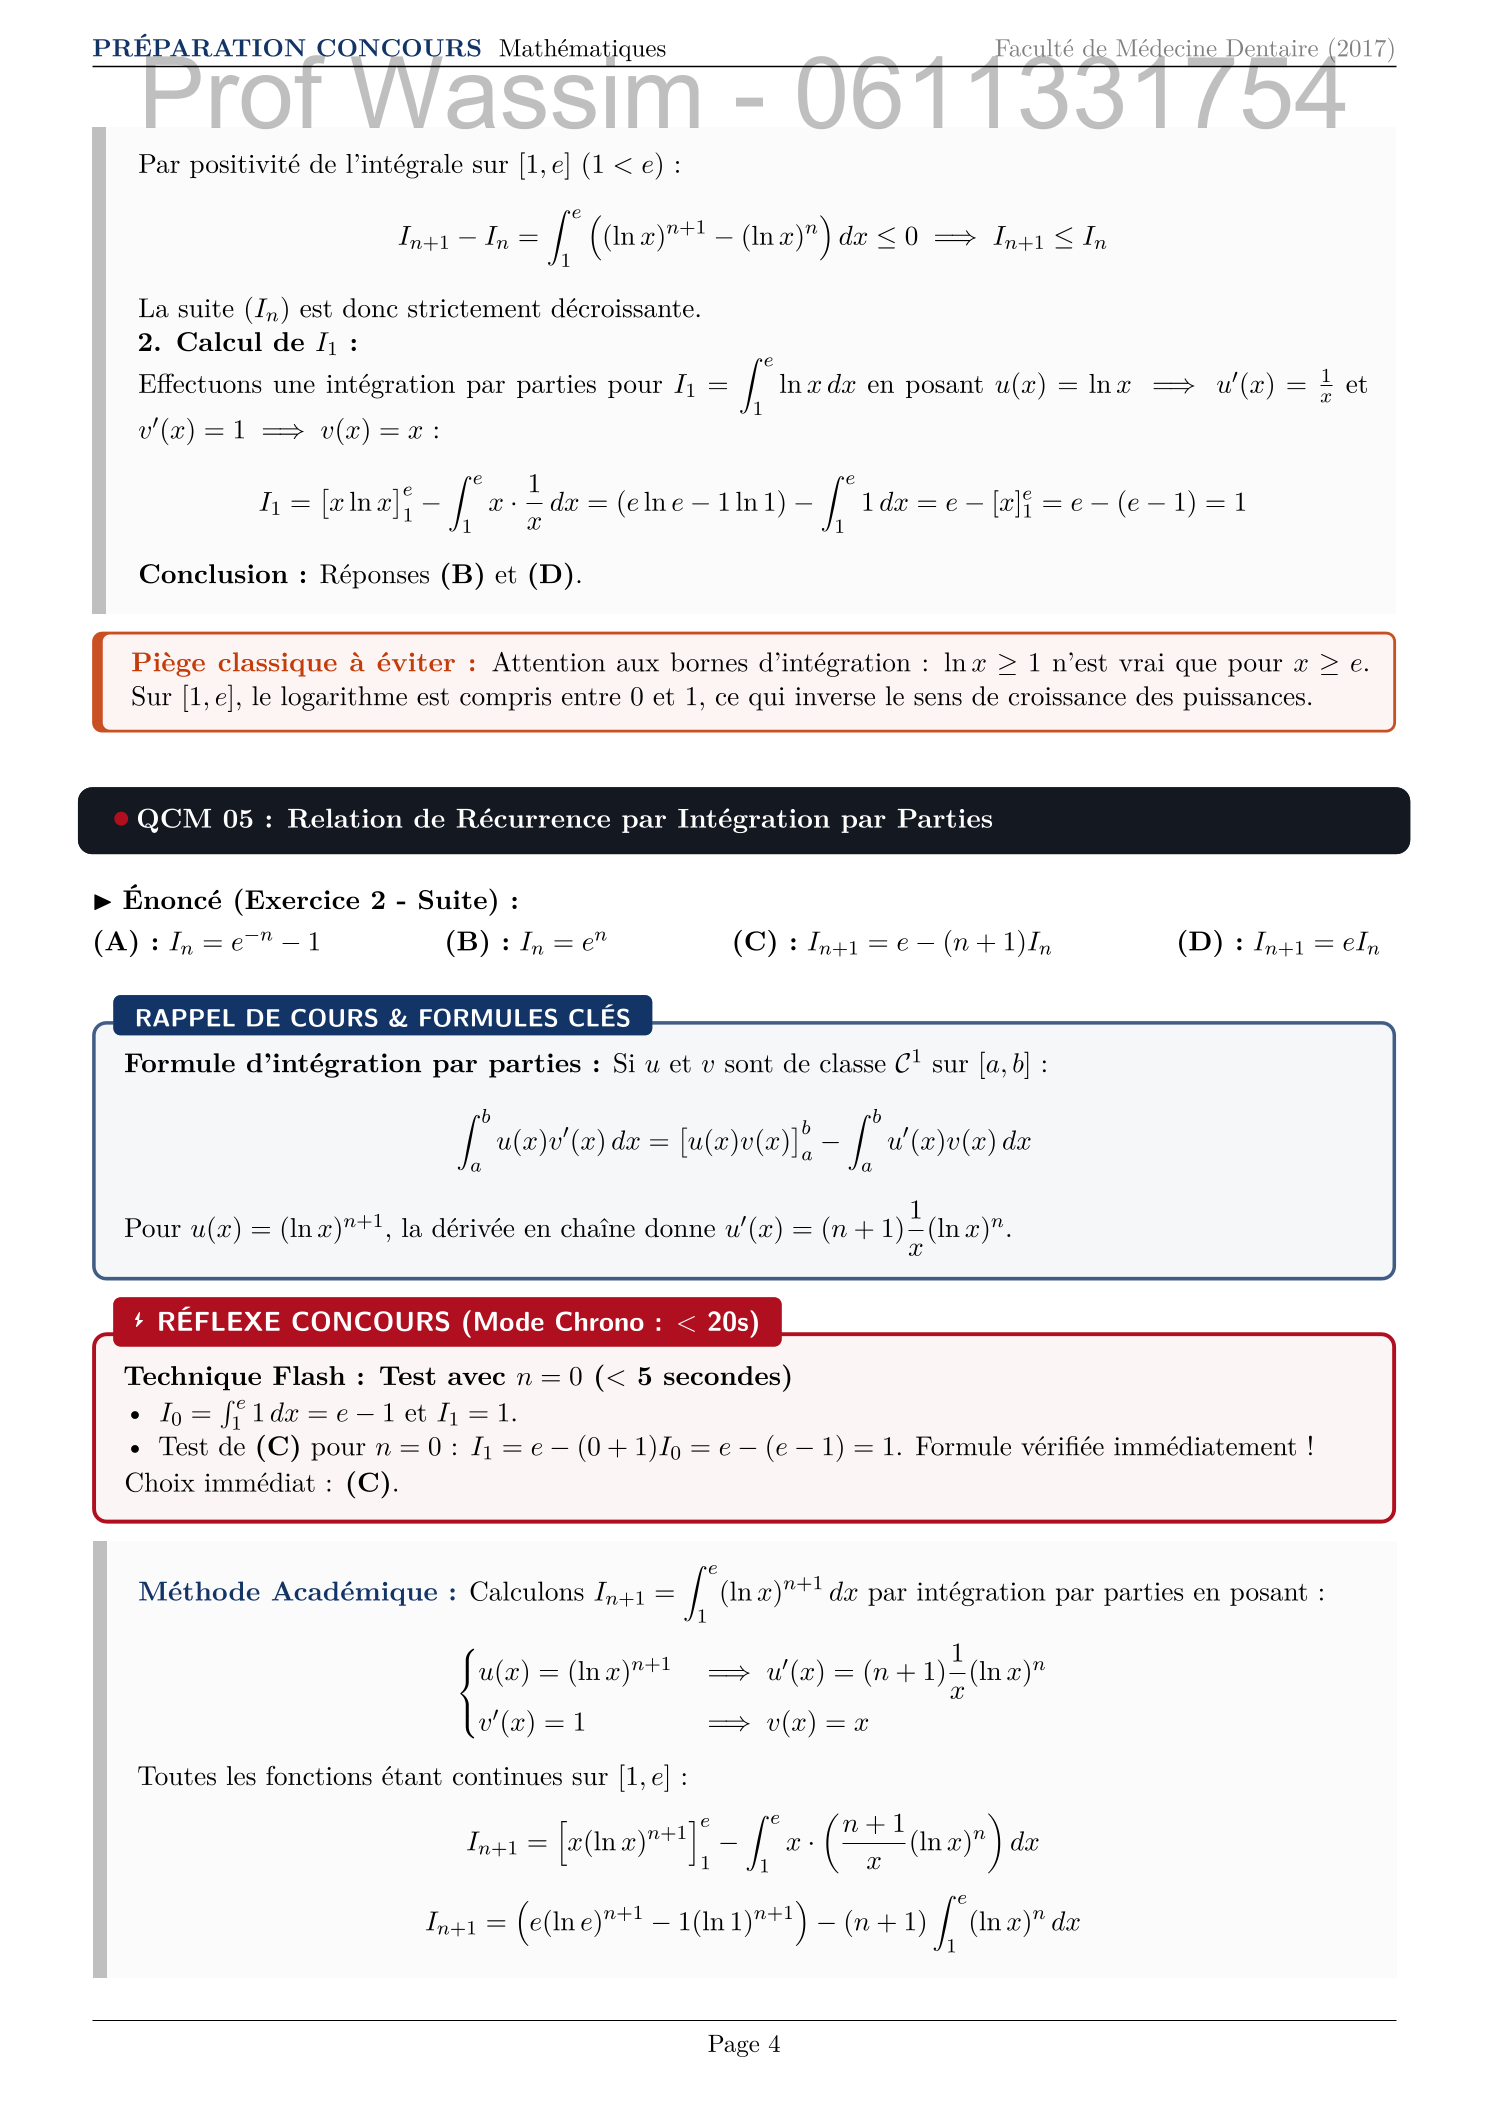 PRÉPARATION CONCOURS Mathématiques Faculté de Médecine Dentaire (2017)
Prof Wassim - 0611331754
Par positivité de l'intégrale sur [1, e] (1 < e) :
I_{n+1} − I_n = ∫_1^e ((ln x)^{n+1} − (ln x)^n) dx ≤ 0 ⟹ I_{n+1} ≤ I_n
La suite (I_n) est donc strictement décroissante.
2. Calcul de I_1 :
Effectuons une intégration par parties pour I_1 = ∫_1^e ln x dx en posant u(x) = ln x ⟹ u′(x) = 1/x et
v′(x) = 1 ⟹ v(x) = x :
I_1 = [x ln x]_1^e − ∫_1^e x · 1/x dx = (e ln e − 1 ln 1) − ∫_1^e 1 dx = e − [x]_1^e = e − (e − 1) = 1
Conclusion : Réponses (B) et (D).
Piège classique à éviter : Attention aux bornes d'intégration : ln x ≥ 1 n'est vrai que pour x ≥ e.
Sur [1, e], le logarithme est compris entre 0 et 1, ce qui inverse le sens de croissance des puissances.
● QCM 05 : Relation de Récurrence par Intégration par Parties
▶ Énoncé (Exercice 2 - Suite) :
(A) : I_n = e^{−n} − 1 (B) : I_n = e^n (C) : I_{n+1} = e − (n + 1)I_n (D) : I_{n+1} = eI_n
RAPPEL DE COURS & FORMULES CLÉS
Formule d'intégration par parties : Si u et v sont de classe C^1 sur [a, b] :
∫_a^b u(x)v′(x) dx = [u(x)v(x)]_a^b − ∫_a^b u′(x)v(x) dx
Pour u(x) = (ln x)^{n+1}, la dérivée en chaîne donne u′(x) = (n + 1) 1/x (ln x)^n.
RÉFLEXE CONCOURS (Mode Chrono : < 20s)
Technique Flash : Test avec n = 0 (< 5 secondes)
• I_0 = ∫_1^e 1 dx = e − 1 et I_1 = 1.
• Test de (C) pour n = 0 : I_1 = e − (0 + 1)I_0 = e − (e − 1) = 1. Formule vérifiée immédiatement !
Choix immédiat : (C).
Méthode Académique : Calculons I_{n+1} = ∫_1^e (ln x)^{n+1} dx par intégration par parties en posant :
{ u(x) = (ln x)^{n+1} ⟹ u′(x) = (n + 1) 1/x (ln x)^n
v′(x) = 1 ⟹ v(x) = x
Toutes les fonctions étant continues sur [1, e] :
I_{n+1} = [x(ln x)^{n+1}]_1^e − ∫_1^e x · ((n + 1)/x (ln x)^n) dx
I_{n+1} = (e(ln e)^{n+1} − 1(ln 1)^{n+1}) − (n + 1) ∫_1^e (ln x)^n dx
Page 4